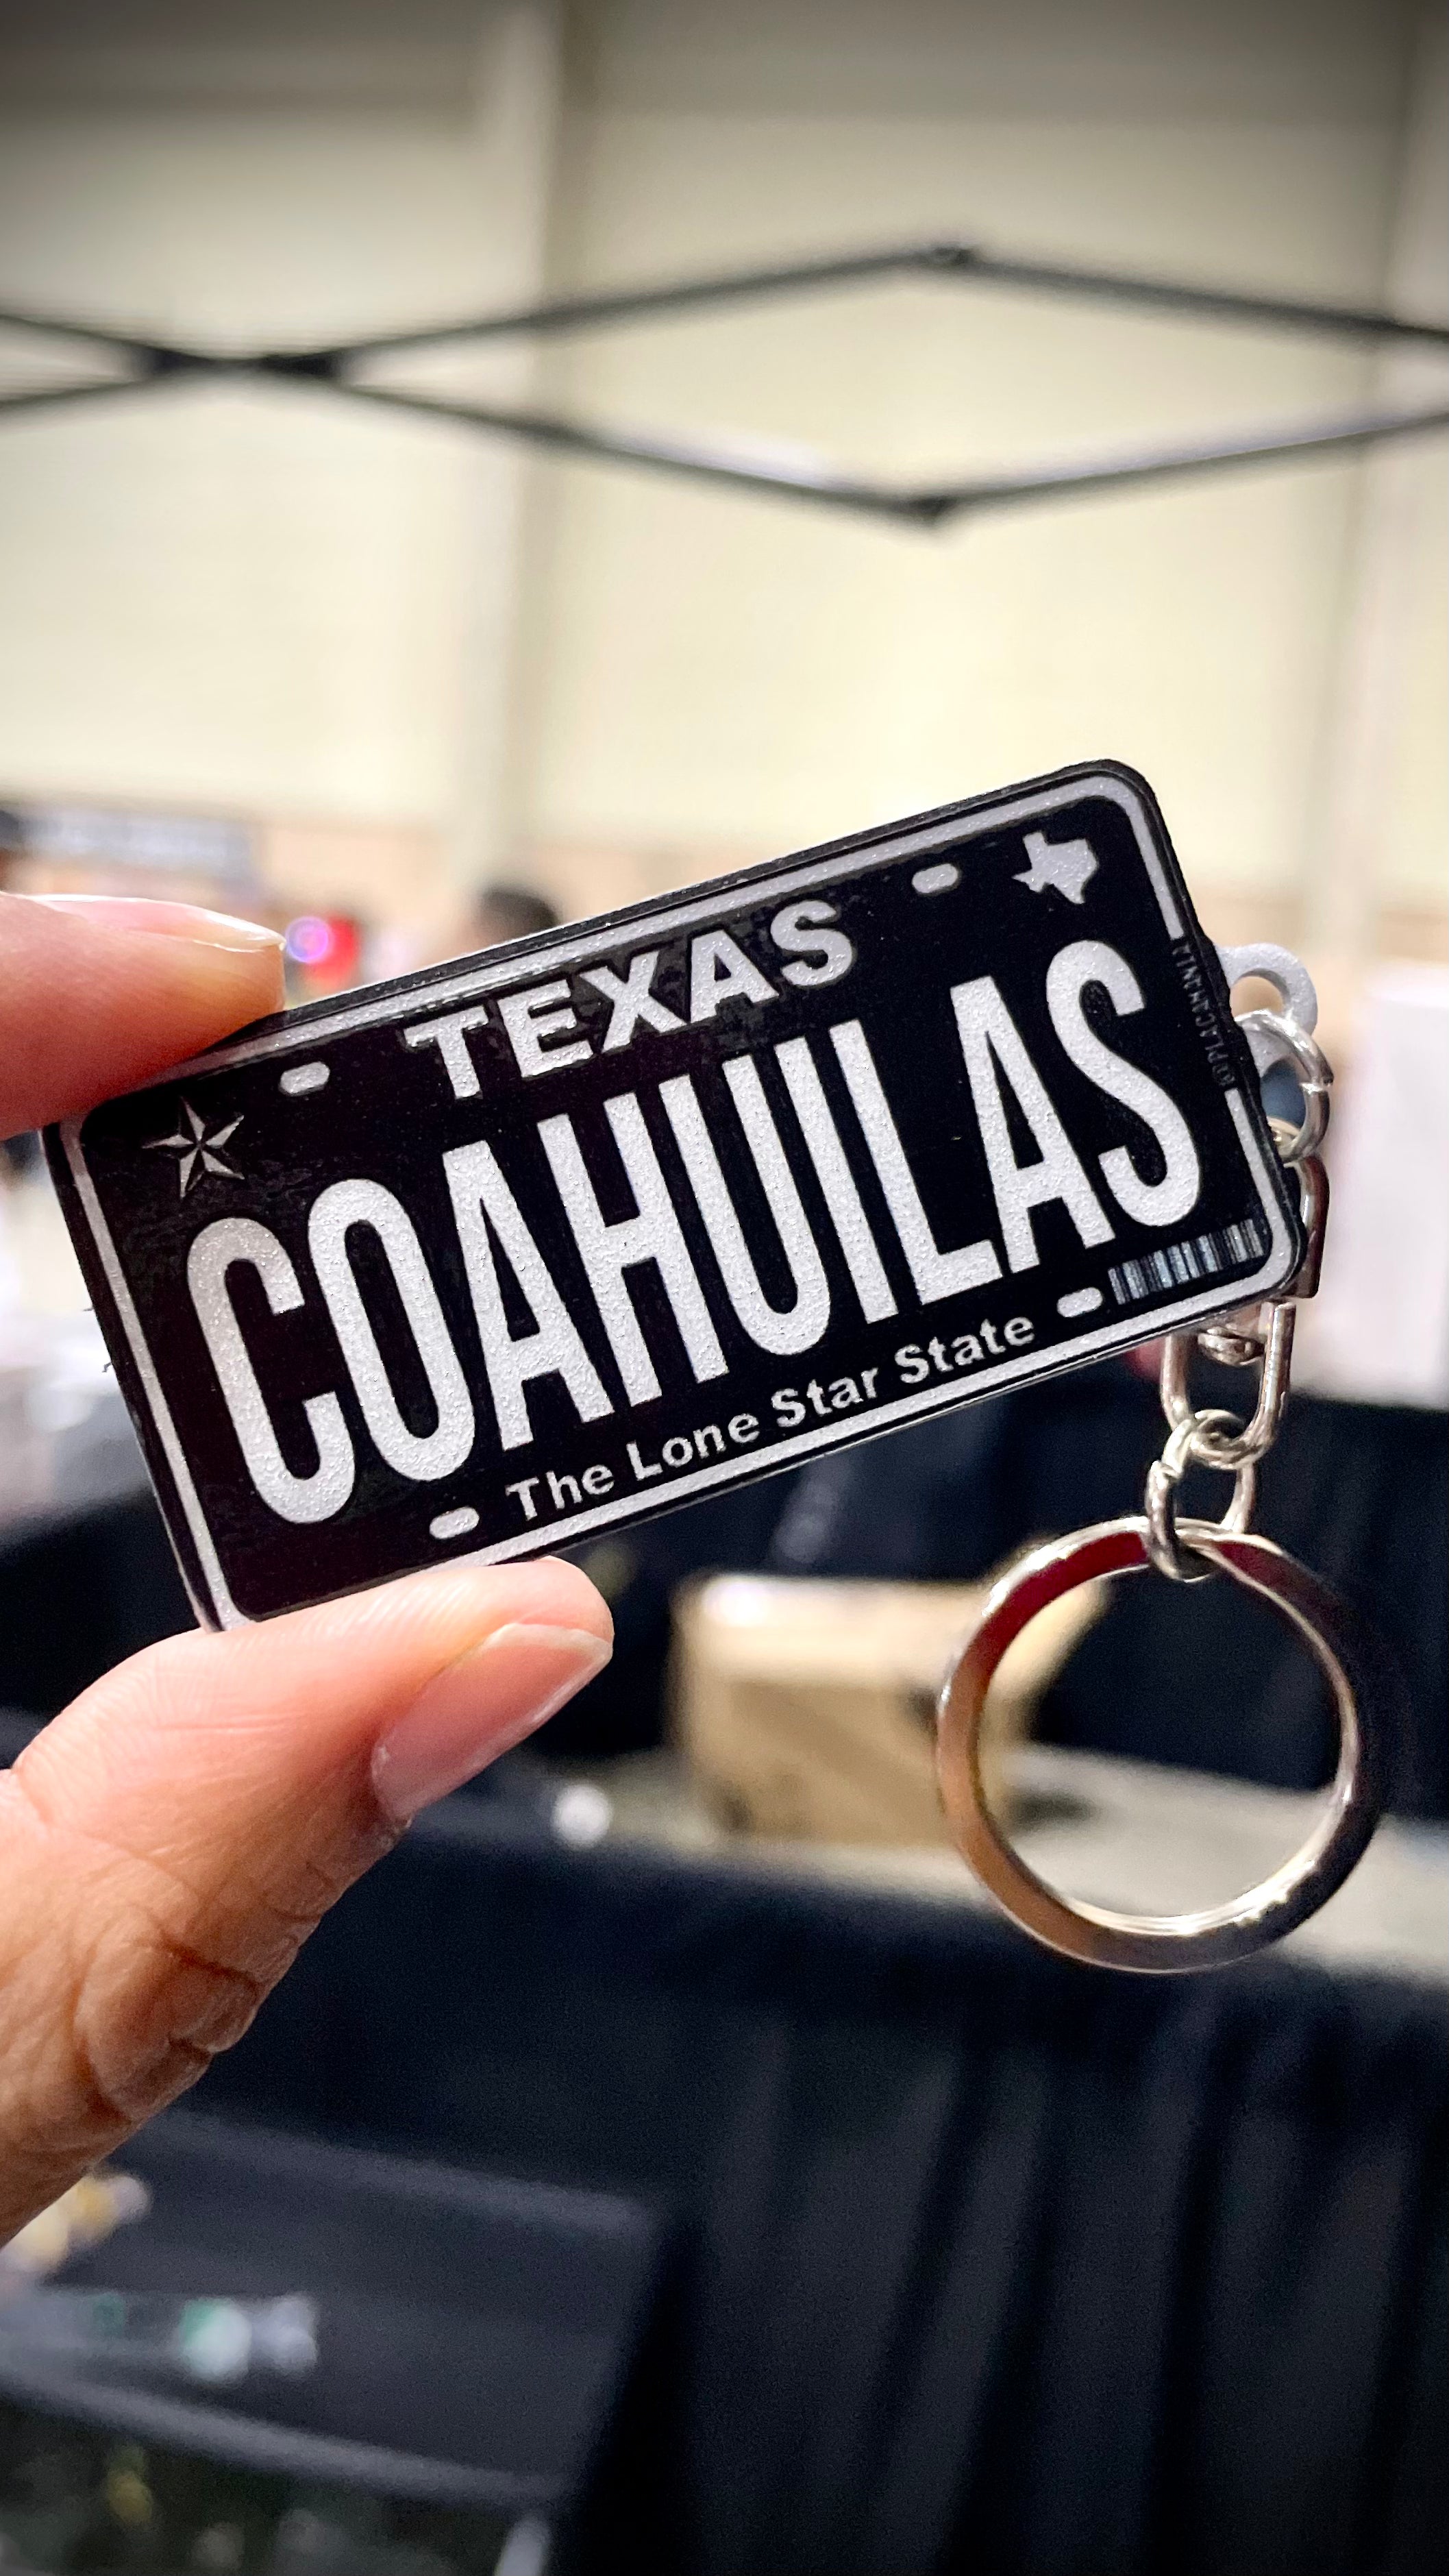 TEXAS
COAHUILAS
The Lone Star State